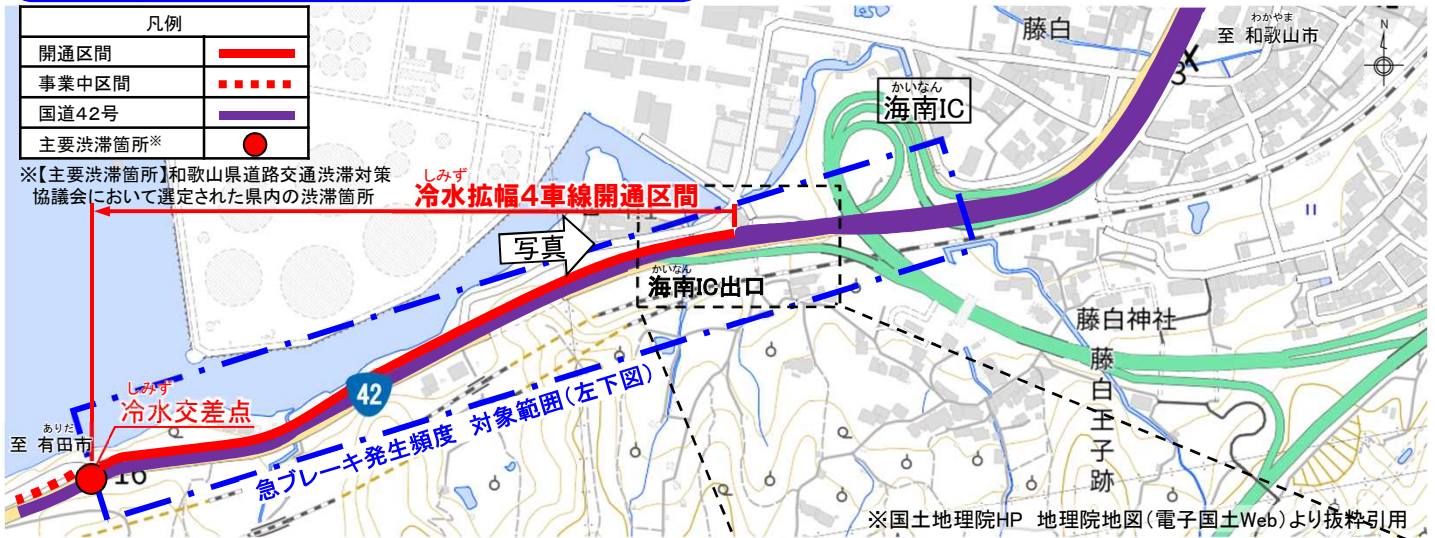 凡例
開通区間
事業中区間
国道42号
主要渋滞箇所※
※【主要渋滞箇所】和歌山県道路交通渋滞対策
協議会において選定された県内の渋滞箇所
しみず
冷水拡幅4車線開通区間
写真
かいなん
海南IC
かいなん
海南IC出口
藤白
わかやま
至 和歌山市
N
3
藤白神社
藤白王子跡
42
しみず
冷水交差点
ありだ
至 有田市
16
急ブレーキ発生頻度 対象範囲(左下図)
※国土地理院HP 地理院地図(電子国土Web)より抜粋引用